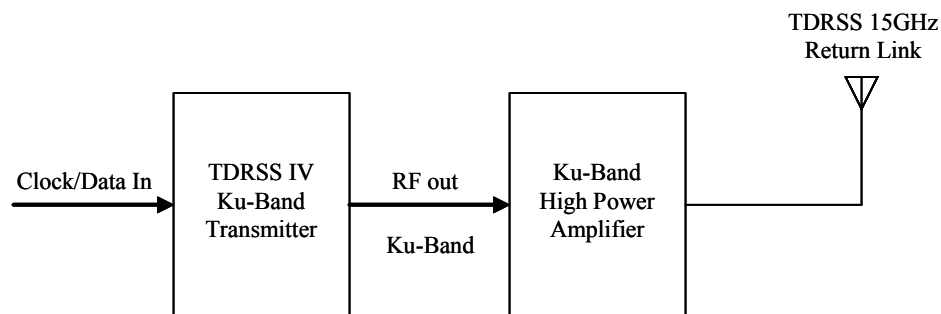 TDRSS 15GHz
Return Link
Clock/Data In
TDRSS IV
Ku-Band
Transmitter
RF out
Ku-Band
Ku-Band
High Power
Amplifier